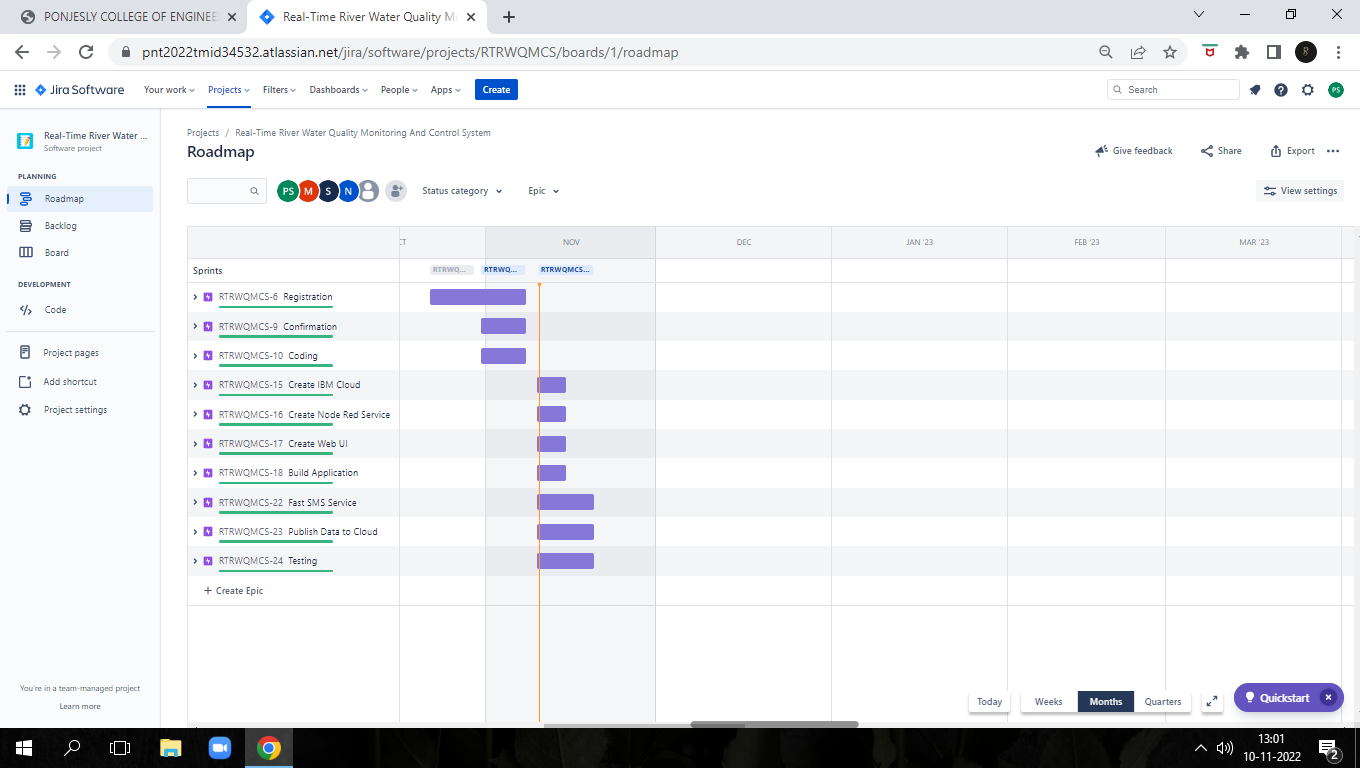 PONJESLY COLLEGE OF ENGINEE
Real-Time River Water Quality Mo
pnt2022tmid34532.atlassian.net/jira/software/projects/RTRWQMCS/boards/1/roadmap
Jira Software Your work Projects Filters Dashboards People Apps Create Search PS
Real-Time River Water ...
Software project
PLANNING
Roadmap
Backlog
Board
DEVELOPMENT
Code
Project pages
Add shortcut
Project settings
You're in a team-managed project
Learn more
Projects / Real-Time River Water Quality Monitoring And Control System
Roadmap
Give feedback Share Export
PS M S N Status category Epic View settings
CT NOV DEC JAN '23 FEB '23 MAR '23
Sprints RTRWQ... RTRWQ... RTRWQMCS...
RTRWQMCS-6 Registration
RTRWQMCS-9 Confirmation
RTRWQMCS-10 Coding
RTRWQMCS-15 Create IBM Cloud
RTRWQMCS-16 Create Node Red Service
RTRWQMCS-17 Create Web UI
RTRWQMCS-18 Build Application
RTRWQMCS-22 Fast SMS Service
RTRWQMCS-23 Publish Data to Cloud
RTRWQMCS-24 Testing
+ Create Epic
Today Weeks Months Quarters Quickstart
13:01
10-11-2022
2